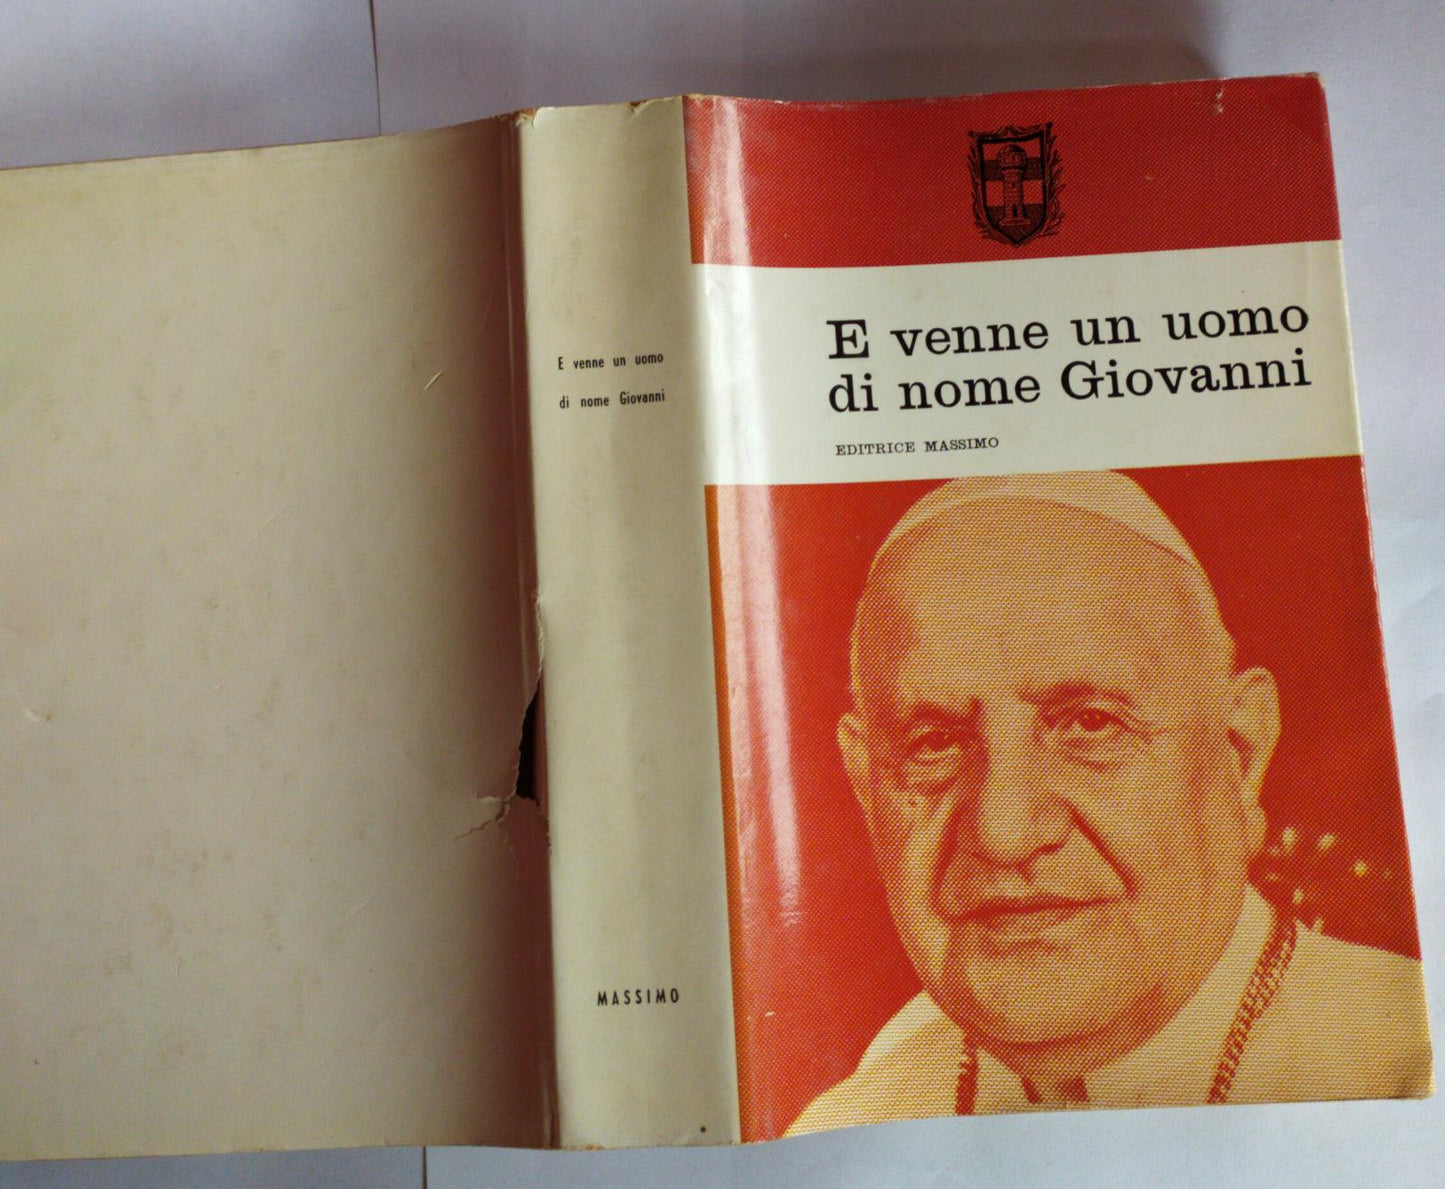 E venne un uomo
di nome Giovanni
MASSIMO
E venne un uomo
di nome Giovanni
EDITRICE MASSIMO